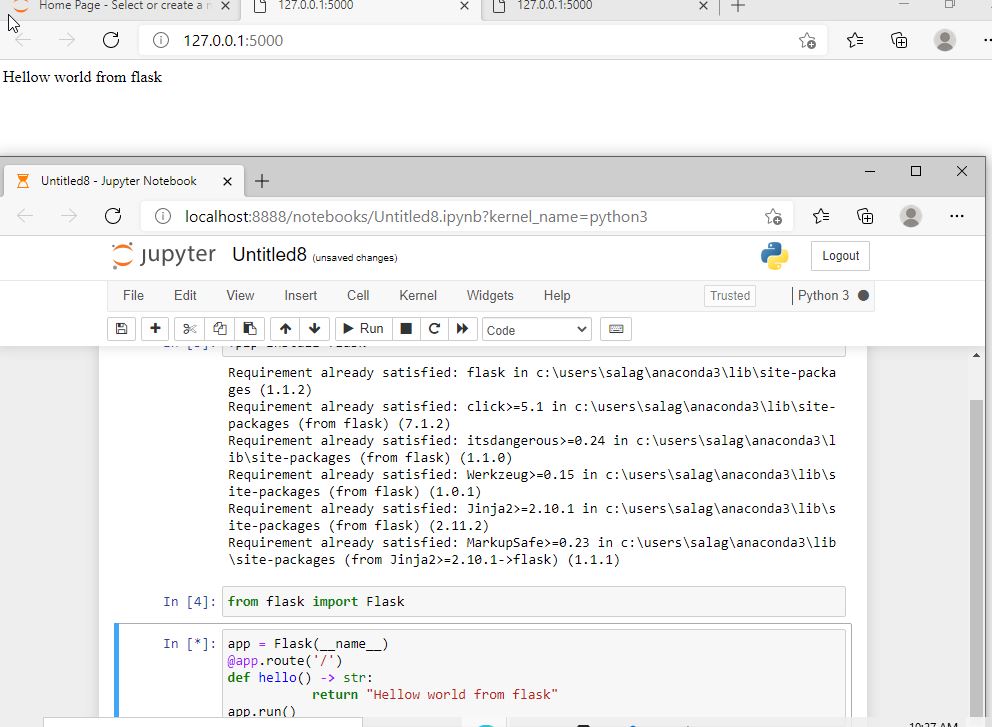 Home Page - Select or create a n
127.0.0.1:5000
127.0.0.1:5000
127.0.0.1:5000
Hellow world from flask
Untitled8 - Jupyter Notebook
localhost:8888/notebooks/Untitled8.ipynb?kernel_name=python3
jupyter Untitled8 (unsaved changes)
Logout
File Edit View Insert Cell Kernel Widgets Help
Trusted
Python 3
Run
Code
Requirement already satisfied: flask in c:\users\salag\anaconda3\lib\site-packa
ges (1.1.2)
Requirement already satisfied: click>=5.1 in c:\users\salag\anaconda3\lib\site-
packages (from flask) (7.1.2)
Requirement already satisfied: itsdangerous>=0.24 in c:\users\salag\anaconda3\l
ib\site-packages (from flask) (1.1.0)
Requirement already satisfied: Werkzeug>=0.15 in c:\users\salag\anaconda3\lib\s
ite-packages (from flask) (1.0.1)
Requirement already satisfied: Jinja2>=2.10.1 in c:\users\salag\anaconda3\lib\s
ite-packages (from flask) (2.11.2)
Requirement already satisfied: MarkupSafe>=0.23 in c:\users\salag\anaconda3\lib
\site-packages (from Jinja2>=2.10.1->flask) (1.1.1)
In [4]: from flask import Flask
In [*]: app = Flask(__name__)
@app.route('/')
def hello() -> str:
return "Hellow world from flask"
app.run()